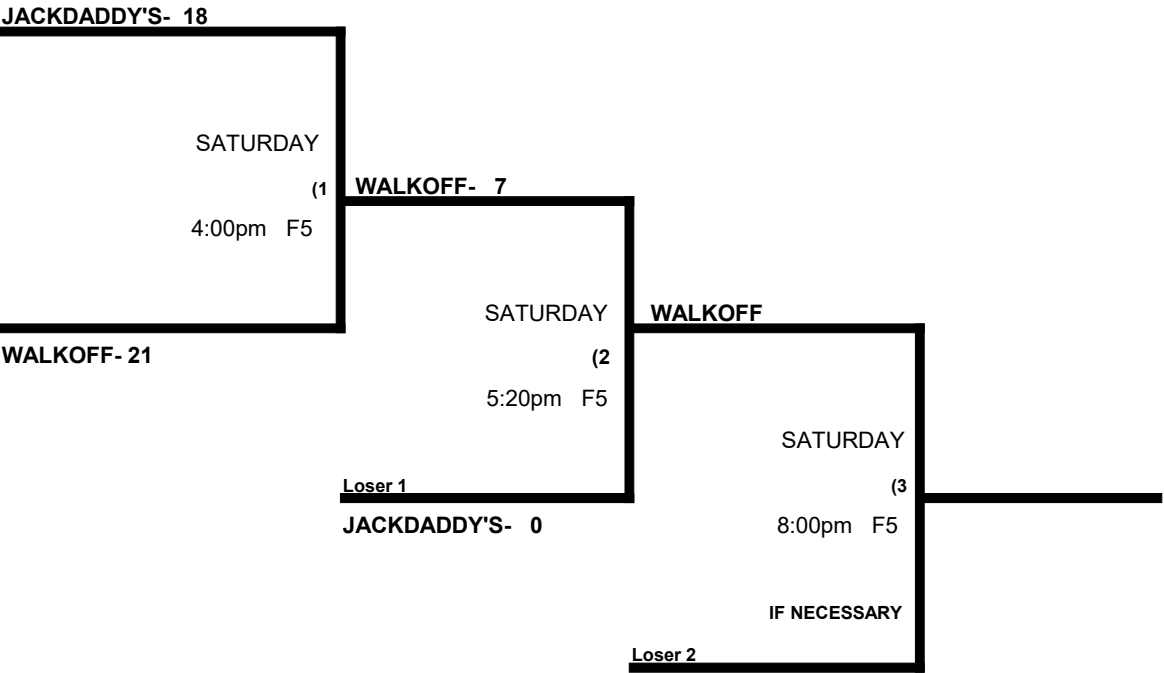 JACKDADDY'S- 18
SATURDAY
(1
WALKOFF- 7
4:00pm F5
SATURDAY
WALKOFF
WALKOFF- 21
(2
5:20pm F5
SATURDAY
Loser 1
(3
JACKDADDY'S- 0
8:00pm F5
IF NECESSARY
Loser 2